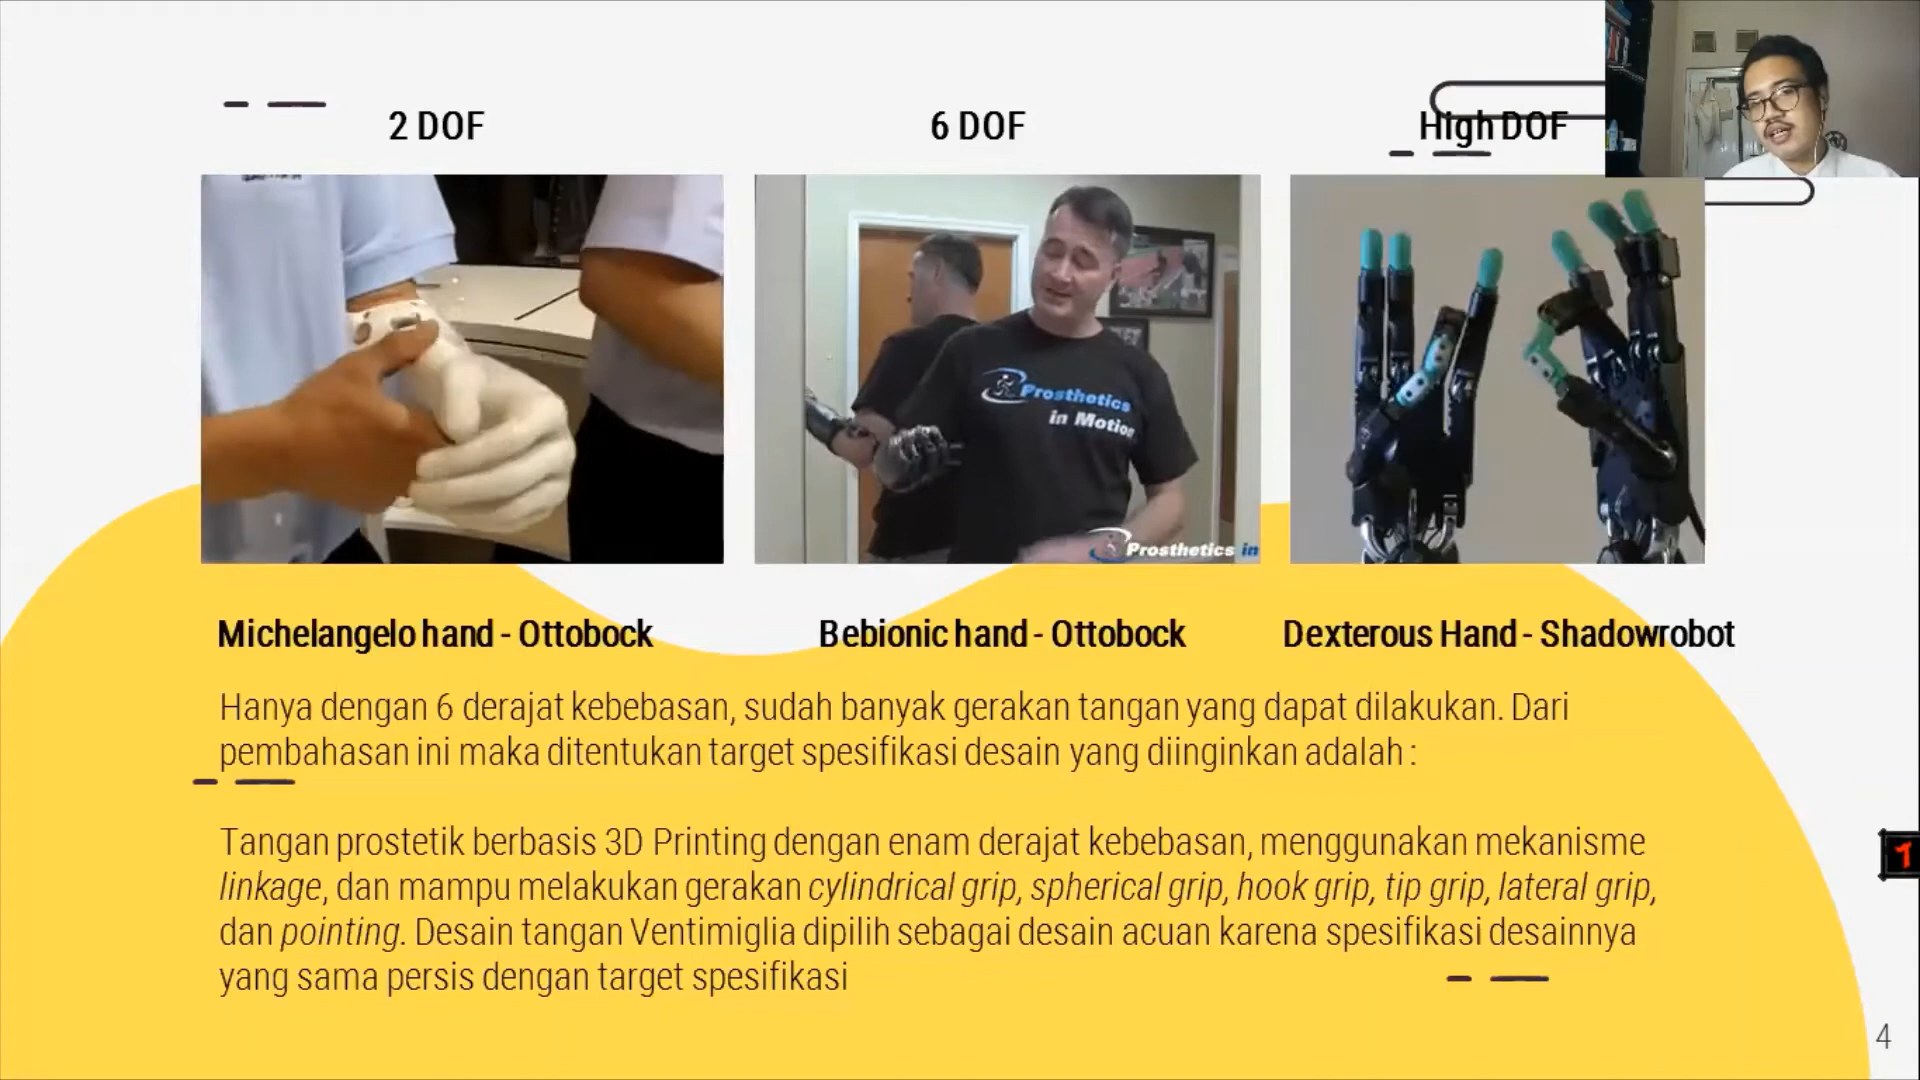 2 DOF
6 DOF
High DOF
Prosthetics
in Motion
Prosthetics in
Michelangelo hand - Ottobock
Bebionic hand - Ottobock
Dexterous Hand - Shadowrobot
Hanya dengan 6 derajat kebebasan, sudah banyak gerakan tangan yang dapat dilakukan. Dari
pembahasan ini maka ditentukan target spesifikasi desain yang diinginkan adalah :
Tangan prostetik berbasis 3D Printing dengan enam derajat kebebasan, menggunakan mekanisme
linkage, dan mampu melakukan gerakan cylindrical grip, spherical grip, hook grip, tip grip, lateral grip,
dan pointing. Desain tangan Ventimiglia dipilih sebagai desain acuan karena spesifikasi desainnya
yang sama persis dengan target spesifikasi
4